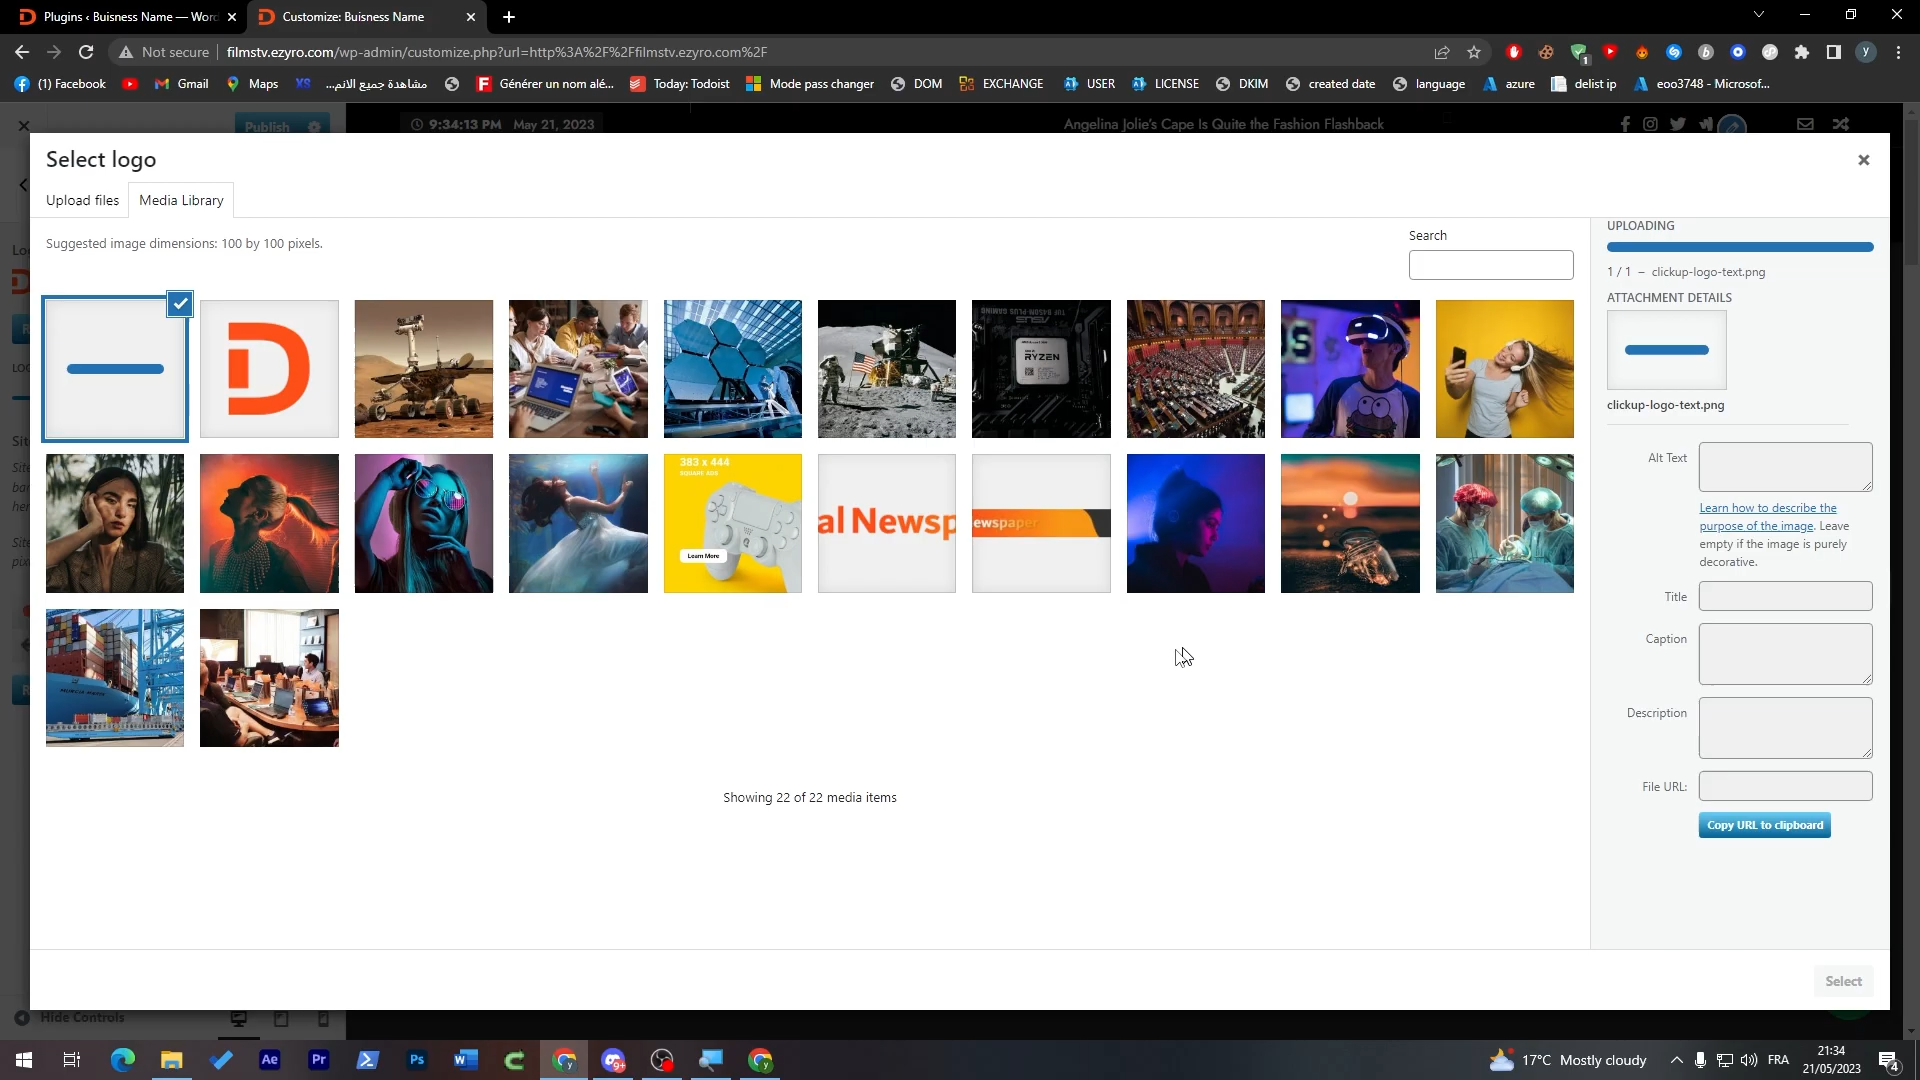 Plugins ‹ Buisness Name — Word
Customize: Buisness Name
Not secure
filmstv.ezyro.com/wp-admin/customize.php?url=http%3A%2F%2Ffilmstv.ezyro.com%2F
(1) Facebook
Gmail
Maps
مشاهدة جميع الانم...
Générer un nom alé...
Today: Todoist
Mode pass changer
DOM
EXCHANGE
USER
LICENSE
DKIM
created date
language
azure
delist ip
eoo3748 - Microsof...
Publish
9:34:13 PM May 21, 2023
Angelina Jolie's Cape Is Quite the Fashion Flashback
Select logo
Upload files
Media Library
Suggested image dimensions: 100 by 100 pixels.
Search
UPLOADING
1 / 1 – clickup-logo-text.png
ATTACHMENT DETAILS
clickup-logo-text.png
Alt Text
Learn how to describe the
purpose of the image. Leave
empty if the image is purely
decorative.
Title
Caption
Description
File URL:
Copy URL to clipboard
RYZEN
383 x 444
SQUARE ADS
Learn More
al Newsp
ewspaper
Showing 22 of 22 media items
Select
Hide Controls
17°C Mostly cloudy
FRA
21:34
21/05/2023
4